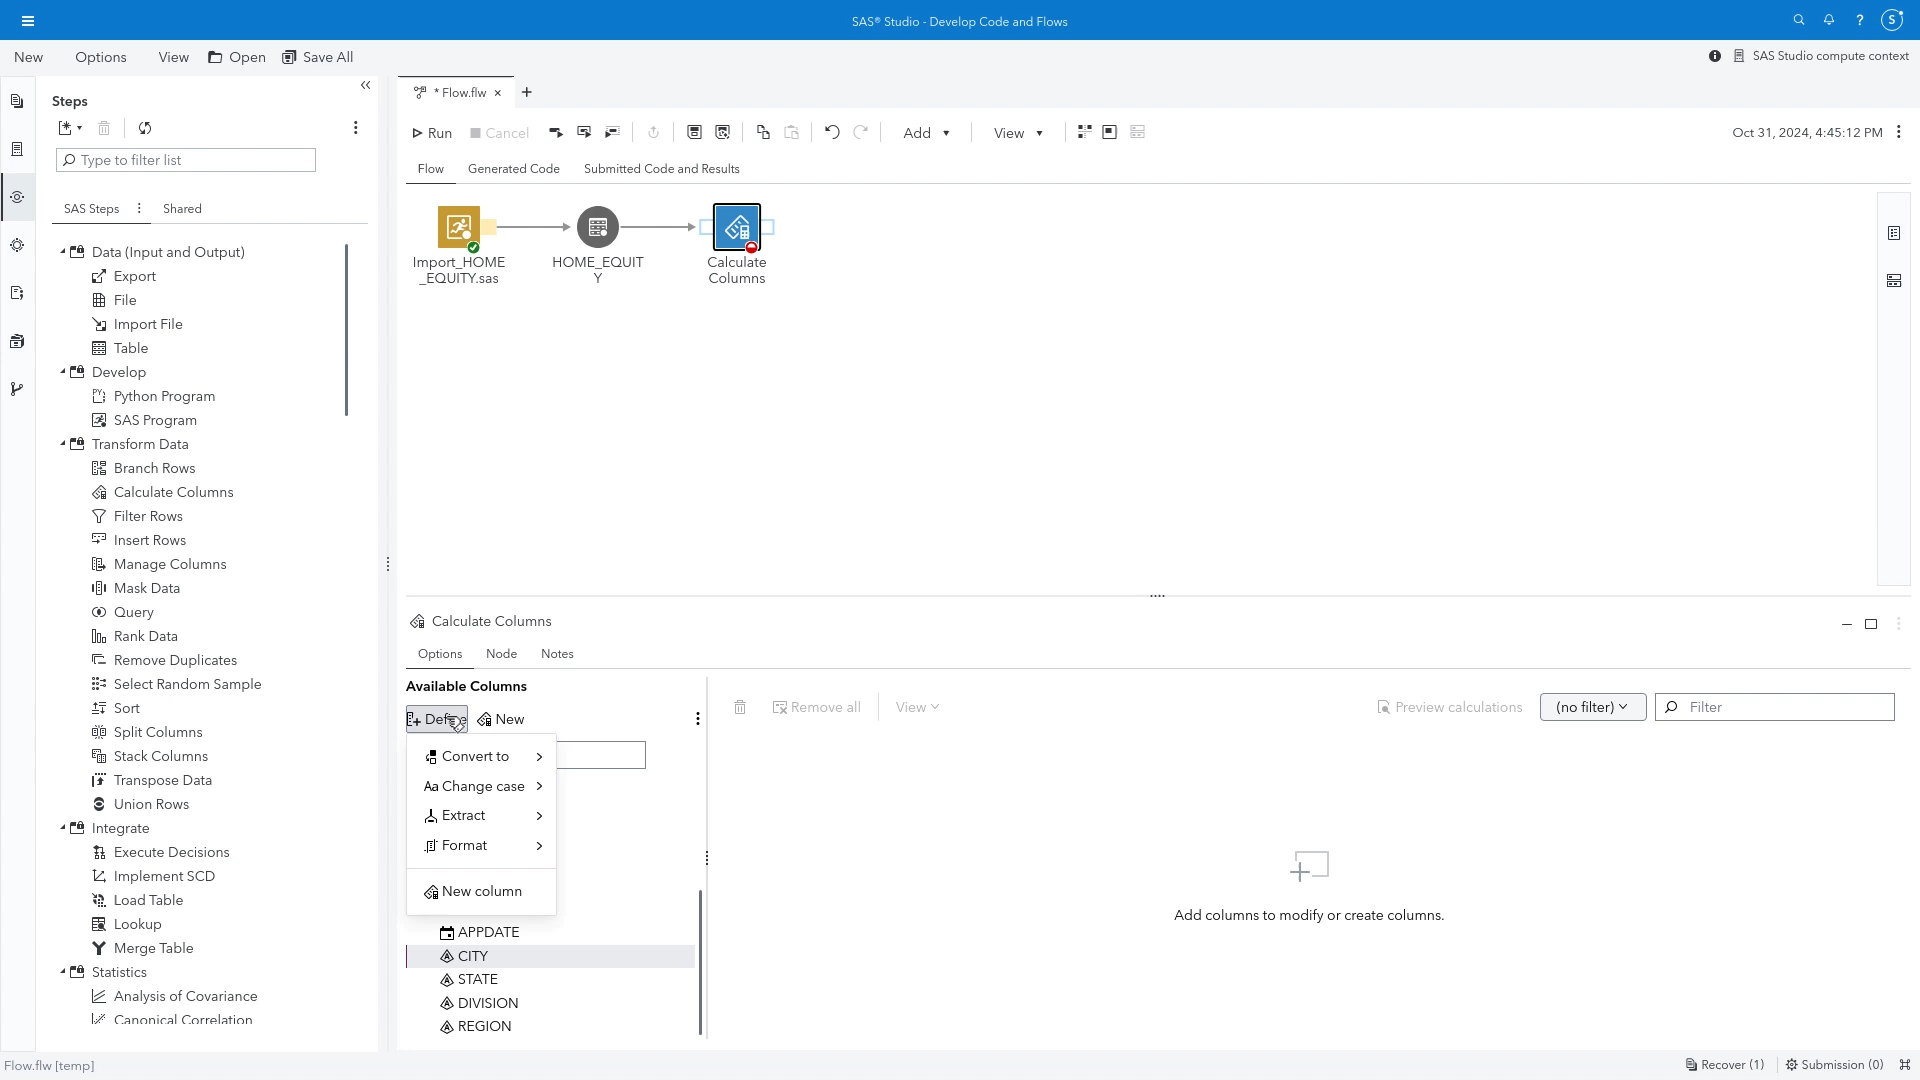 SAS® Studio - Develop Code and Flows
S
New Options View Open Save All
SAS Studio compute context
Steps
Type to filter list
SAS Steps
Shared
Data (Input and Output)
Export
File
Import File
Table
Develop
Python Program
SAS Program
Transform Data
Branch Rows
Calculate Columns
Filter Rows
Insert Rows
Manage Columns
Mask Data
Query
Rank Data
Remove Duplicates
Select Random Sample
Sort
Split Columns
Stack Columns
Transpose Data
Union Rows
Integrate
Execute Decisions
Implement SCD
Load Table
Lookup
Merge Table
Statistics
Analysis of Covariance
Canonical Correlation
* Flow.flw
Run Cancel Add View
Oct 31, 2024, 4:45:12 PM
Flow Generated Code Submitted Code and Results
Import_HOME
_EQUITY.sas
HOME_EQUIT
Y
Calculate
Columns
Calculate Columns
Options Node Notes
Available Columns
New
Convert to
Aa Change case
Extract
Format
New column
APPDATE
CITY
STATE
DIVISION
REGION
Remove all View
Preview calculations
(no filter)
Filter
Add columns to modify or create columns.
Flow.flw [temp]
Recover (1)
Submission (0)